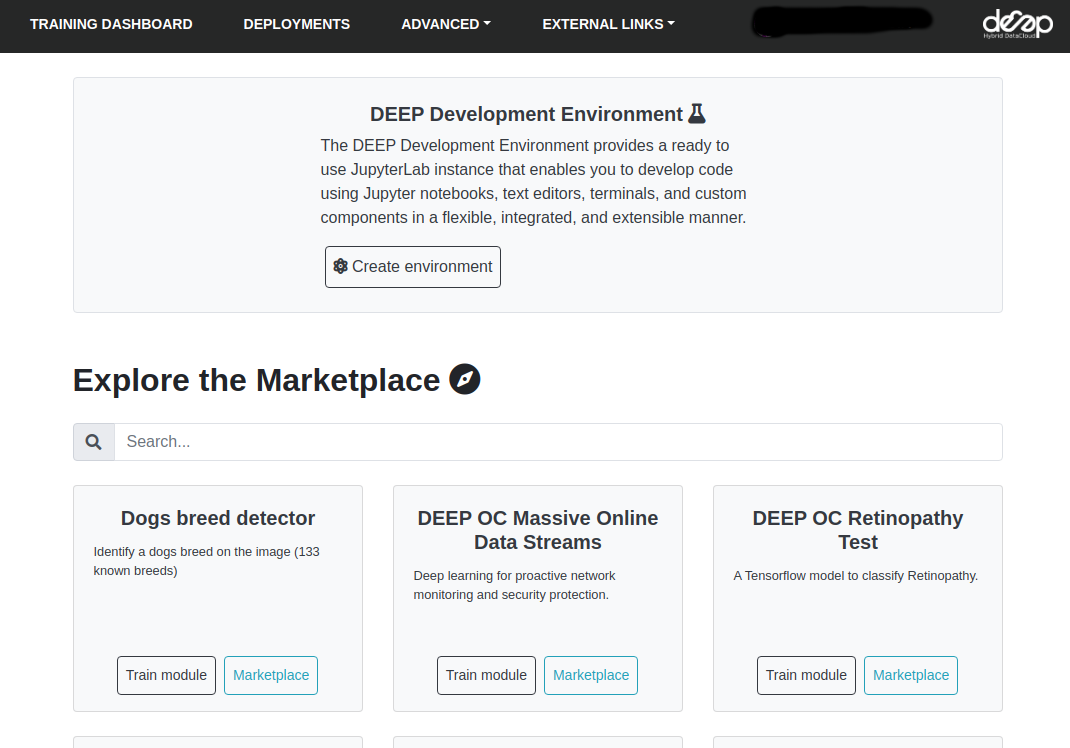 TRAINING DASHBOARD DEPLOYMENTS ADVANCED EXTERNAL LINKS deep
Hybrid DataCloud
DEEP Development Environment
The DEEP Development Environment provides a ready to
use JupyterLab instance that enables you to develop code
using Jupyter notebooks, text editors, terminals, and custom
components in a flexible, integrated, and extensible manner.
Create environment
Explore the Marketplace
Search...
Dogs breed detector
Identify a dogs breed on the image (133
known breeds)
Train module Marketplace
DEEP OC Massive Online
Data Streams
Deep learning for proactive network
monitoring and security protection.
Train module Marketplace
DEEP OC Retinopathy
Test
A Tensorflow model to classify Retinopathy.
Train module Marketplace